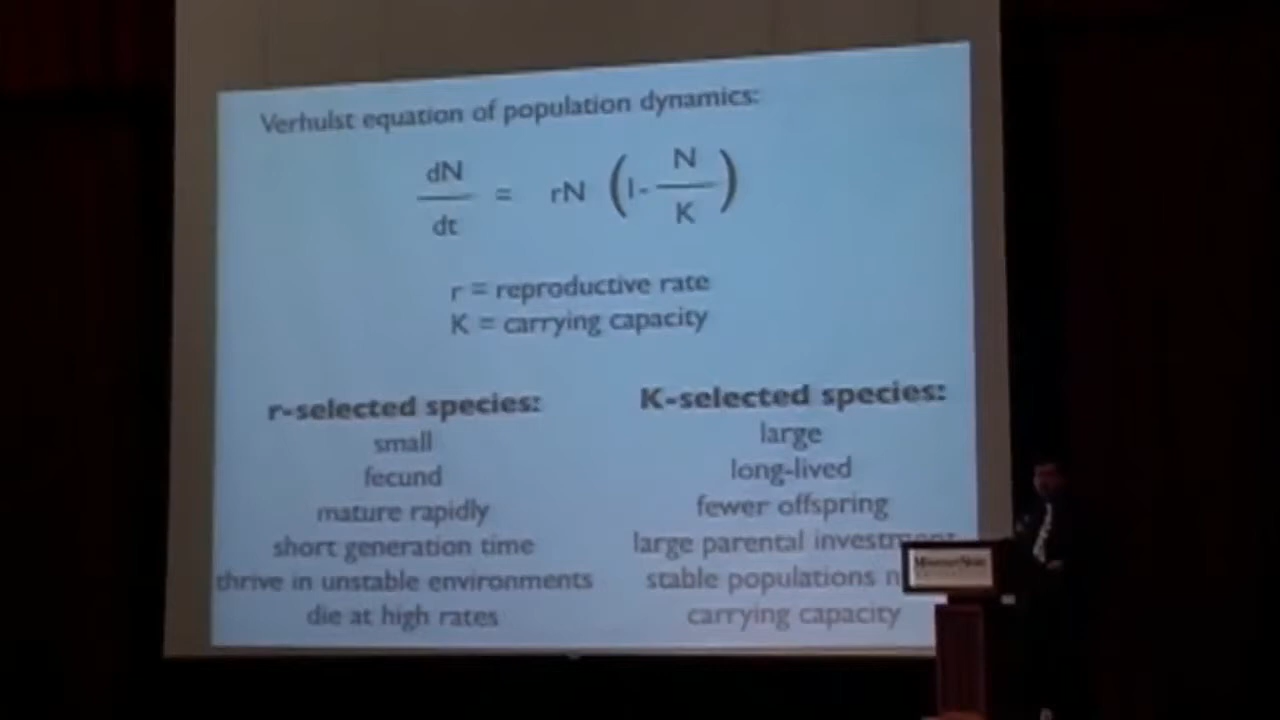 Verhulst equation of population dynamics:
dN/dt = rN (1- N/K)
r = reproductive rate
K = carrying capacity
r-selected species:
small
fecund
mature rapidly
short generation time
thrive in unstable environments
die at high rates
K-selected species:
large
long-lived
fewer offspring
large parental investment
stable populations n
carrying capacity